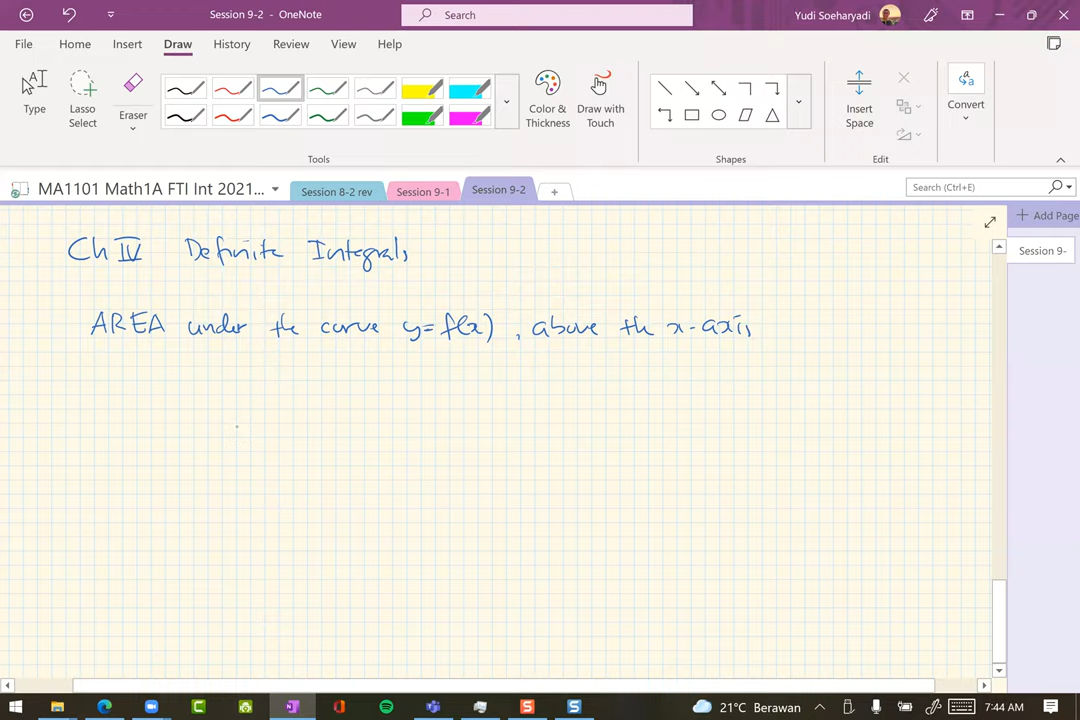 Session 9-2 - OneNote
Search
Yudi Soeharyadi
File Home Insert Draw History Review View Help
Type
Lasso Select
Eraser
Color & Thickness
Draw with Touch
Insert Space
Convert
Tools
Shapes
Edit
MA1101 Math1A FTI Int 2021...
Session 8-2 rev
Session 9-1
Session 9-2
Search (Ctrl+E)
Add Page
Session 9-
Ch IV Definite Integrals
AREA under the curve y=f(x), above the x-axis
21°C Berawan
7:44 AM